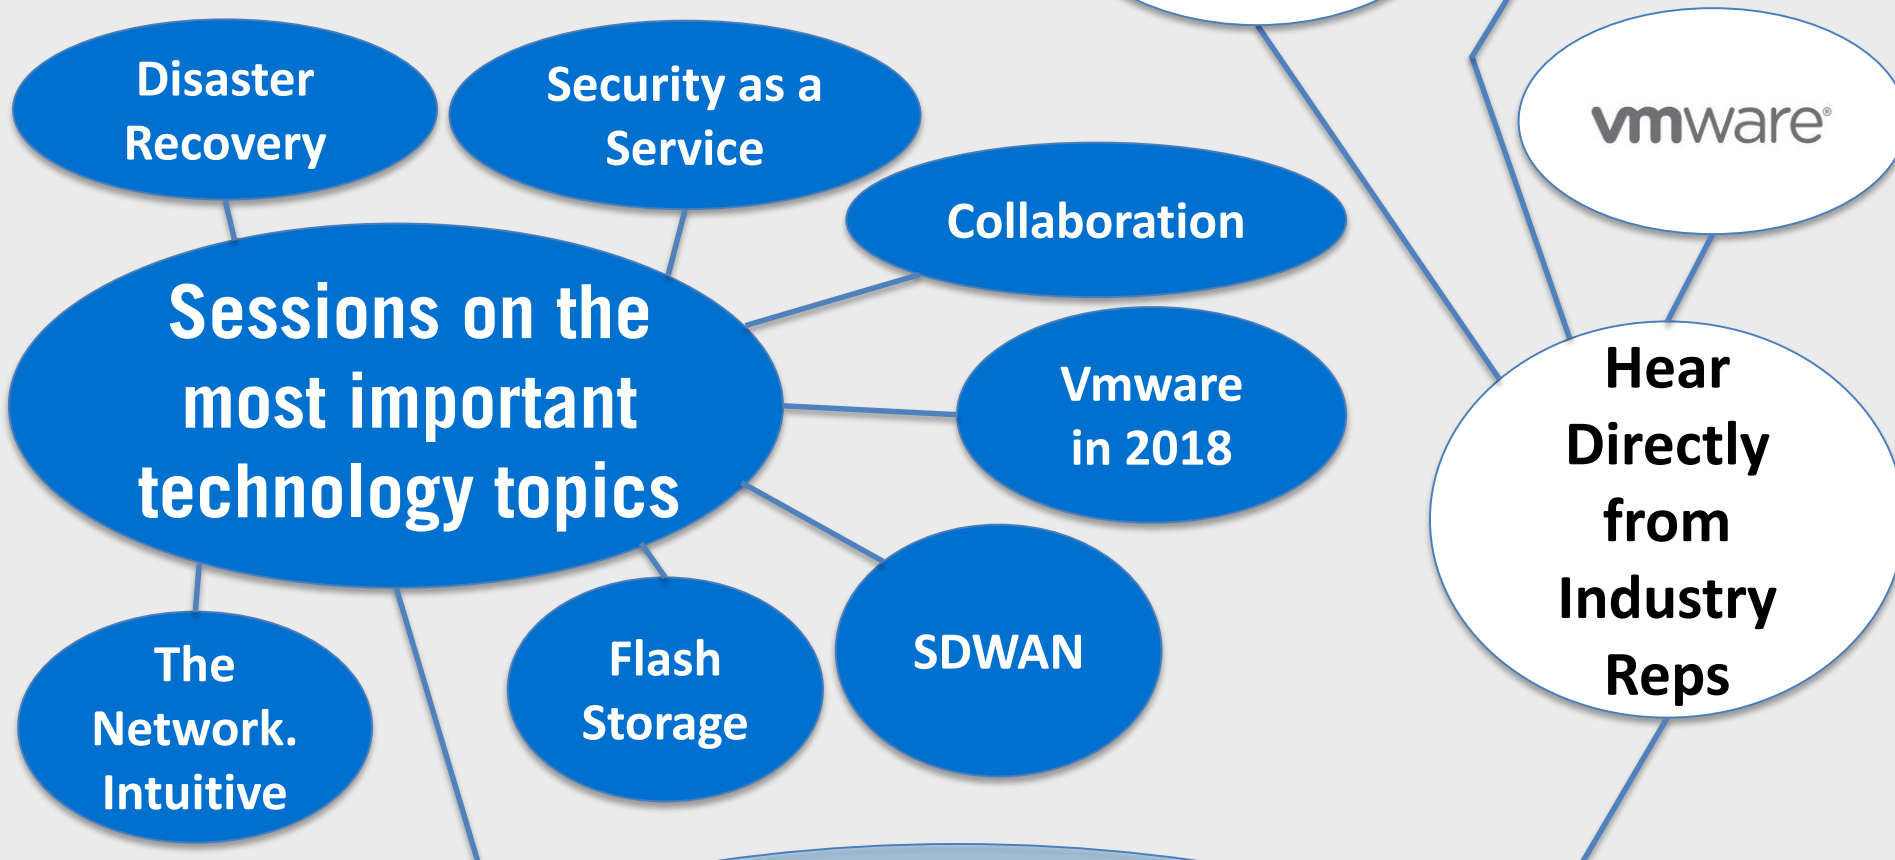 Disaster
Recovery
Security as a
Service
Collaboration
vmware®
Sessions on the
most important
technology topics
Vmware
in 2018
Hear
Directly
from
Industry
Reps
The
Network.
Intuitive
Flash
Storage
SDWAN